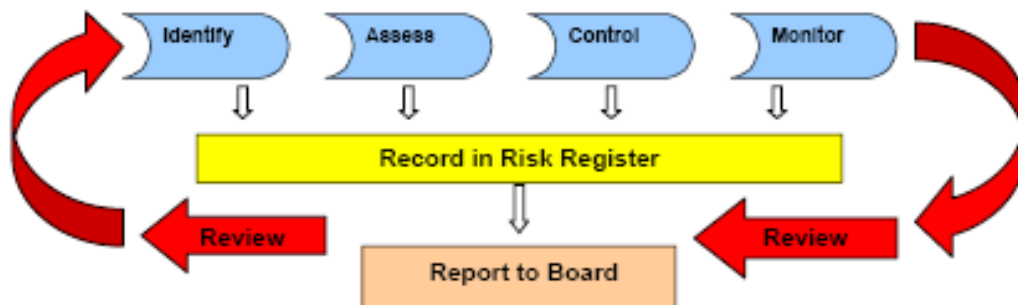 Identify Assess Control Monitor
Record in Risk Register
Review Review
Report to Board